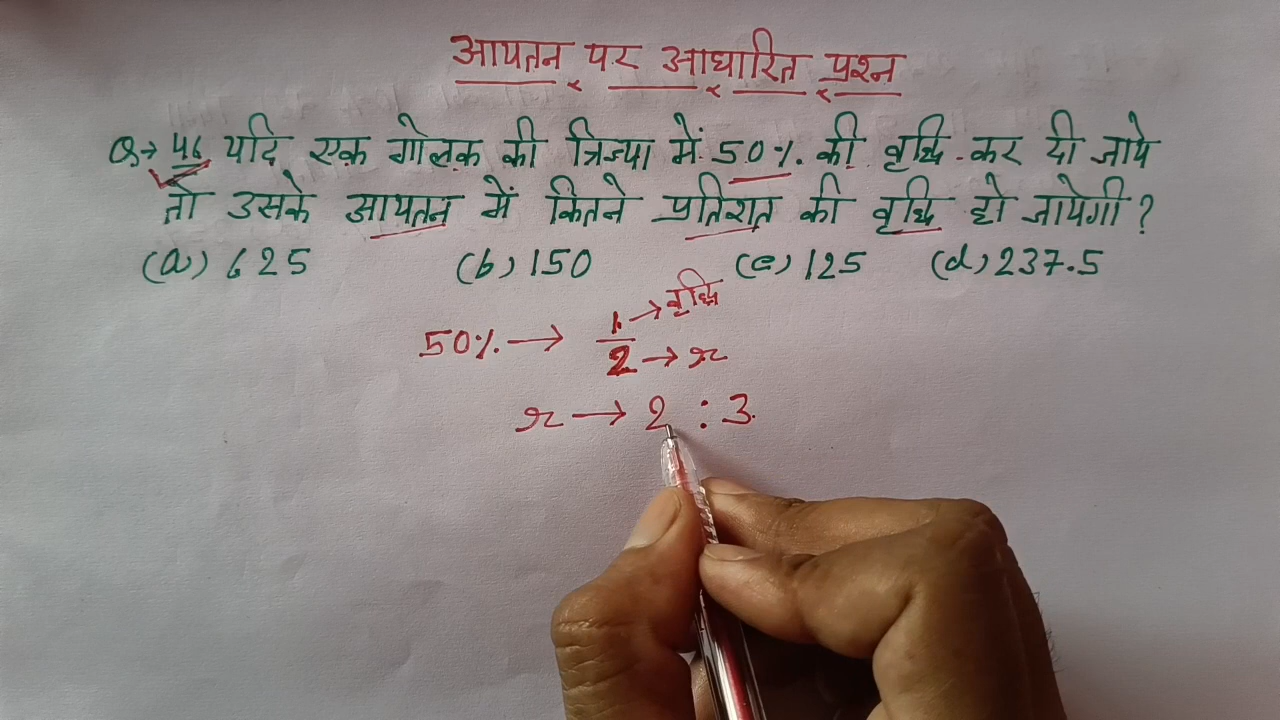 आयतन पर आधारित प्रश्न
Q→ 46 यदि एक गोलक की त्रिज्या में 50% की वृद्धि कर दी जाये
तो उसके आयतन में कितने प्रतिशत की वृद्धि हो जायेगी?
(a) 625 (b) 150 (c) 125 (d) 237.5
50% → 1/2 → वृद्धि → r
r → 2 : 3